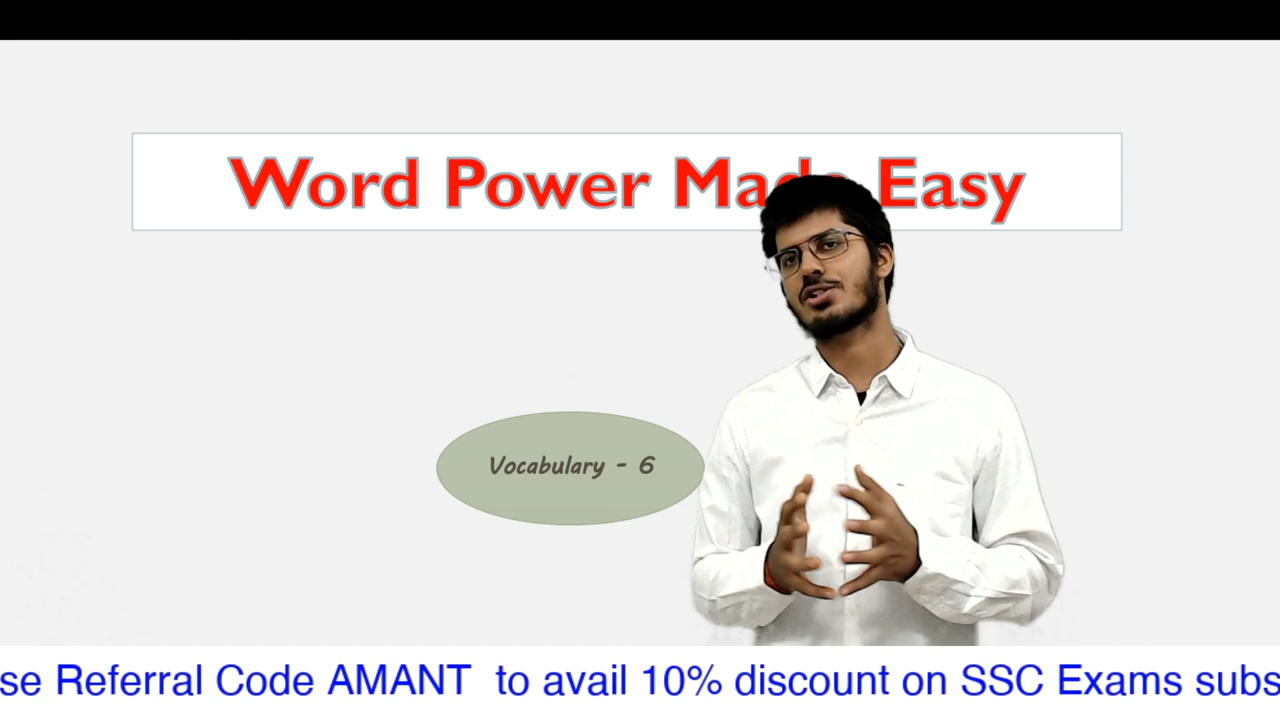 Word Power Made Easy
Vocabulary - 6
se Referral Code AMANT to avail 10% discount on SSC Exams subs